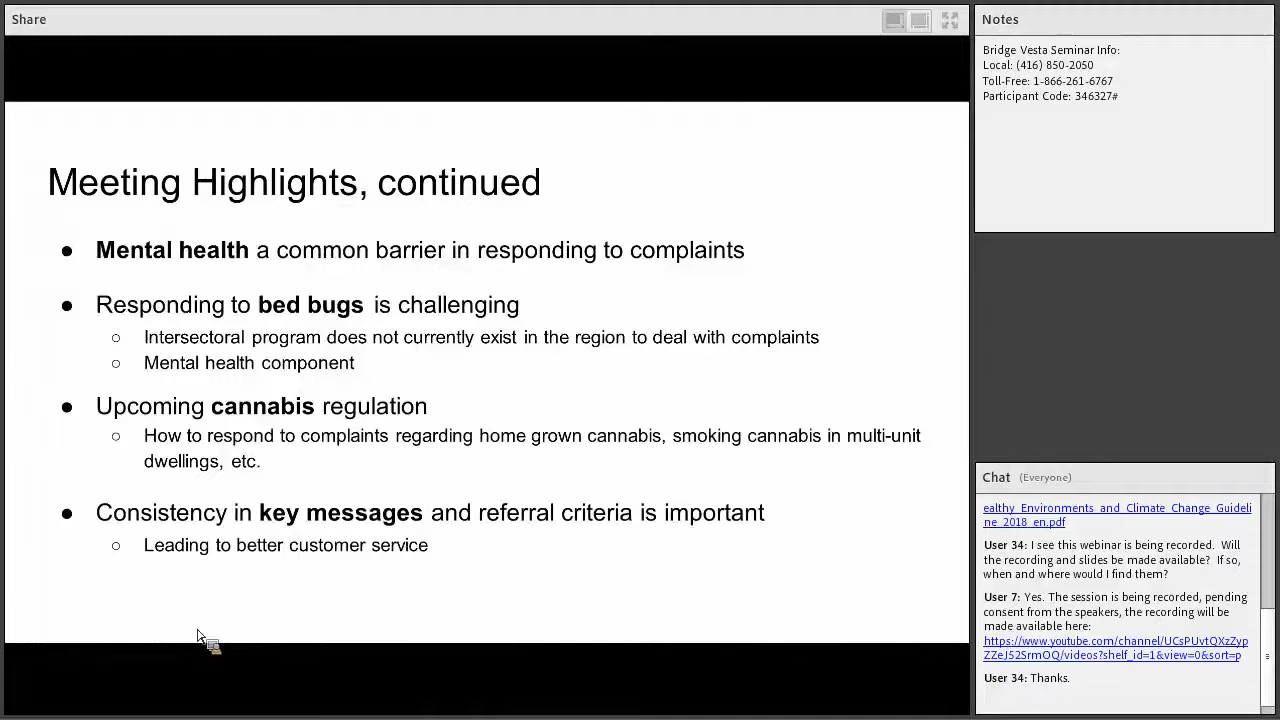 Share
Meeting Highlights, continued
● Mental health a common barrier in responding to complaints
● Responding to bed bugs is challenging
○ Intersectoral program does not currently exist in the region to deal with complaints
○ Mental health component
● Upcoming cannabis regulation
○ How to respond to complaints regarding home grown cannabis, smoking cannabis in multi-unit
dwellings, etc.
● Consistency in key messages and referral criteria is important
○ Leading to better customer service
Notes
Bridge Vesta Seminar Info:
Local: (416) 850-2050
Toll-Free: 1-866-261-6767
Participant Code: 346327#
Chat (Everyone)
ealthy_Environments_and_Climate_Change_Guideli
ne_2018_en.pdf
User 34: I see this webinar is being recorded. Will
the recording and slides be made available? If so,
when and where would I find them?
User 7: Yes. The session is being recorded, pending
consent from the speakers, the recording will be
made available here:
https://www.youtube.com/channel/UCsPUvtQXzZyp
ZZeJ52SrmOQ/videos?shelf_id=1&view=0&sort=p
User 34: Thanks.